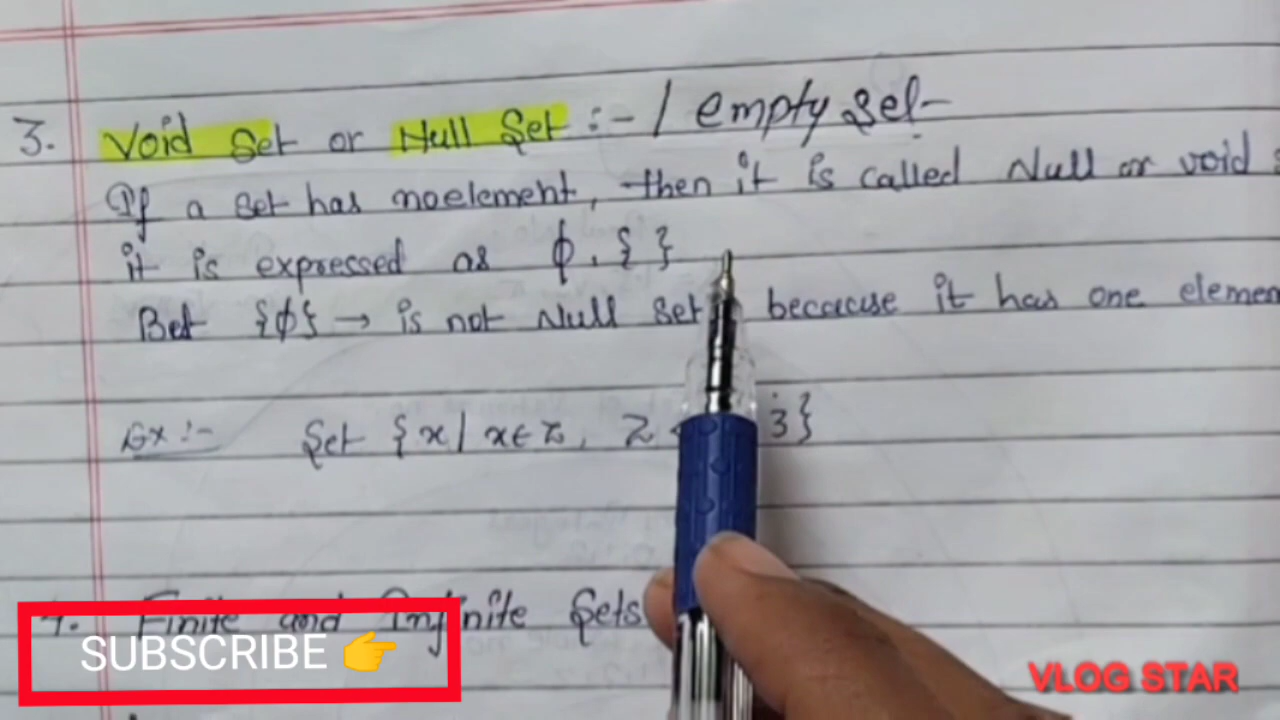 3. Void Set or Null Set :- / empty Set
If a set has noelement, then it is called Null or void
it is expressed as ϕ, { }
But {ϕ} → is not Null Set because it has one elemen
Ex :- Set {x | x ∈ Z, 2 < 3}
4. Finite and Infinite Sets
SUBSCRIBE 👉
VLOG STAR